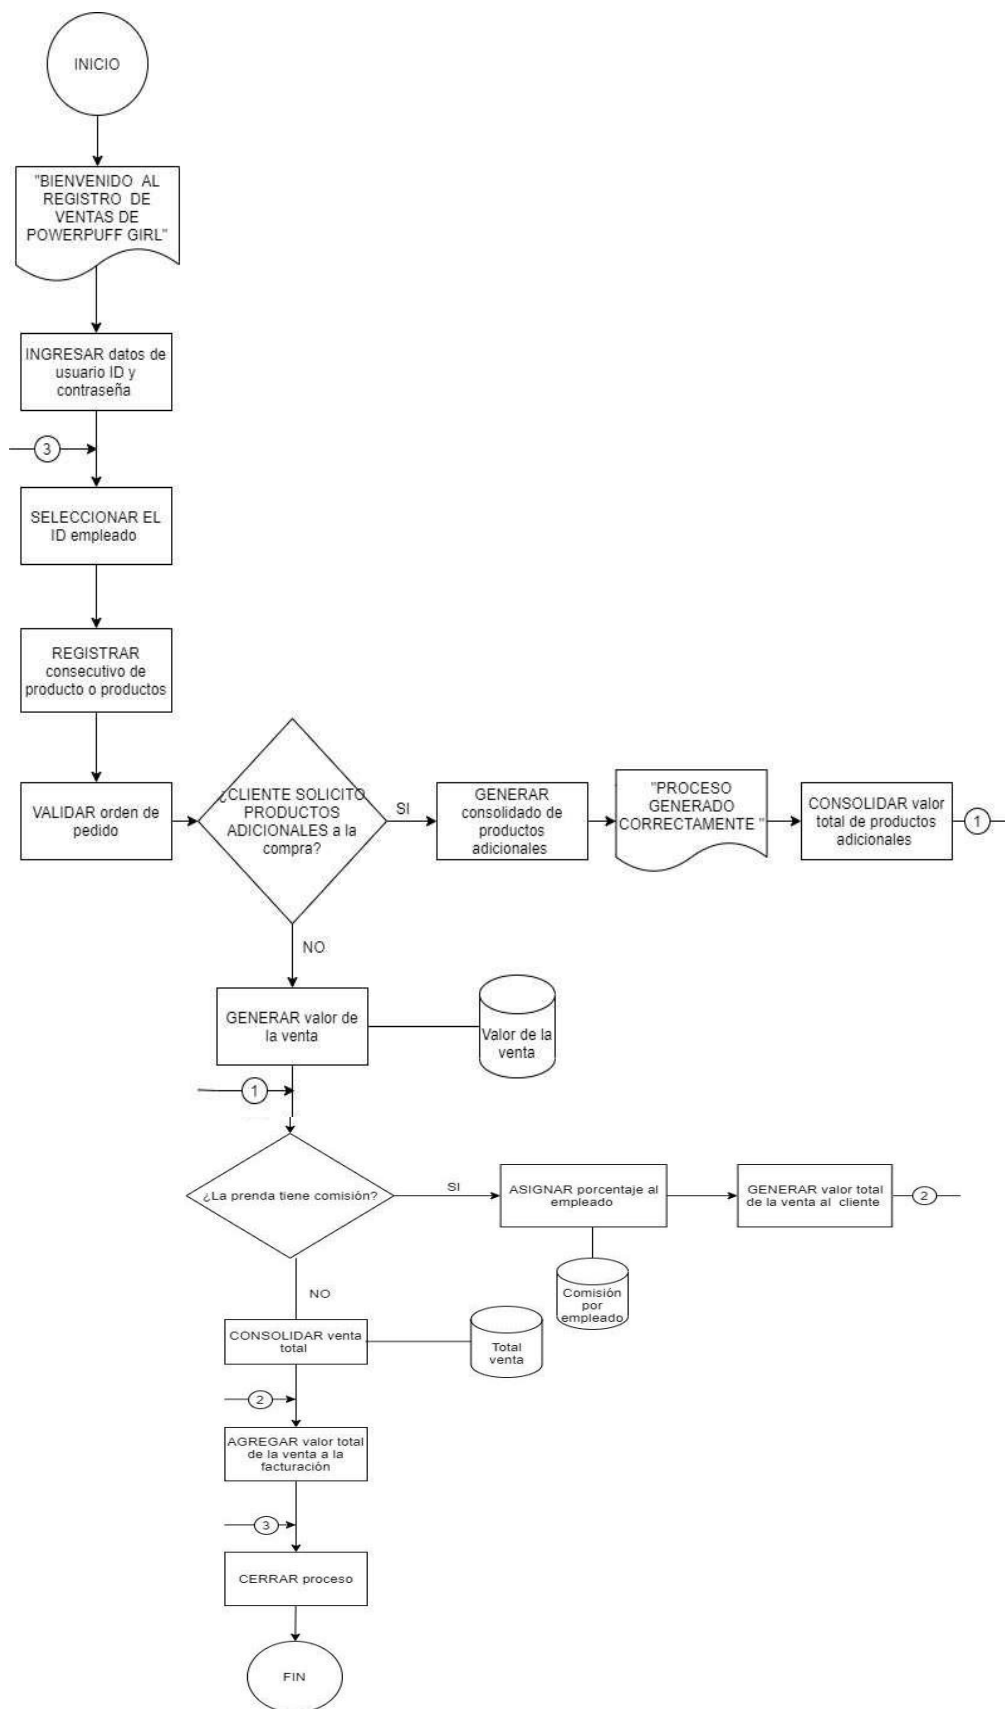 INICIO
"BIENVENIDO AL
REGISTRO DE
VENTAS DE
POWERPUFF GIRL"
INGRESAR datos de
usuario ID y
contraseña
3
SELECCIONAR EL
ID empleado
REGISTRAR
consecutivo de
producto o productos
VALIDAR orden de
pedido
¿CLIENTE SOLICITO
PRODUCTOS
ADICIONALES a la
compra?
SI
GENERAR
consolidado de
productos
adicionales
"PROCESO
GENERADO
CORRECTAMENTE "
CONSOLIDAR valor
total de productos
adicionales
1
NO
GENERAR valor de
la venta
Valor de la
venta
1
¿La prenda tiene comisión?
SI
ASIGNAR porcentaje al
empleado
GENERAR valor total
de la venta al cliente
2
Comisión
por
empleado
NO
CONSOLIDAR venta
total
Total
venta
2
AGREGAR valor total
de la venta a la
facturación
3
CERRAR proceso
FIN